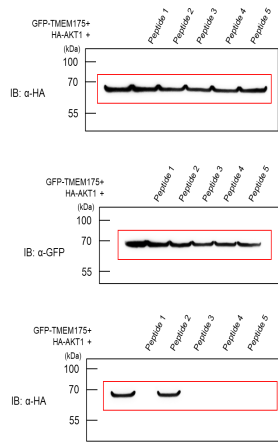 GFP-TMEM175+
HA-AKT1 +
Peptide 1
Peptide 2
Peptide 3
Peptide 4
Peptide 5
(kDa)
100
70
55
IB: α-HA
GFP-TMEM175+
HA-AKT1 +
Peptide 1
Peptide 2
Peptide 3
Peptide 4
Peptide 5
(kDa)
100
70
55
IB: α-GFP
GFP-TMEM175+
HA-AKT1 +
Peptide 1
Peptide 2
Peptide 3
Peptide 4
Peptide 5
(kDa)
100
70
55
IB: α-HA